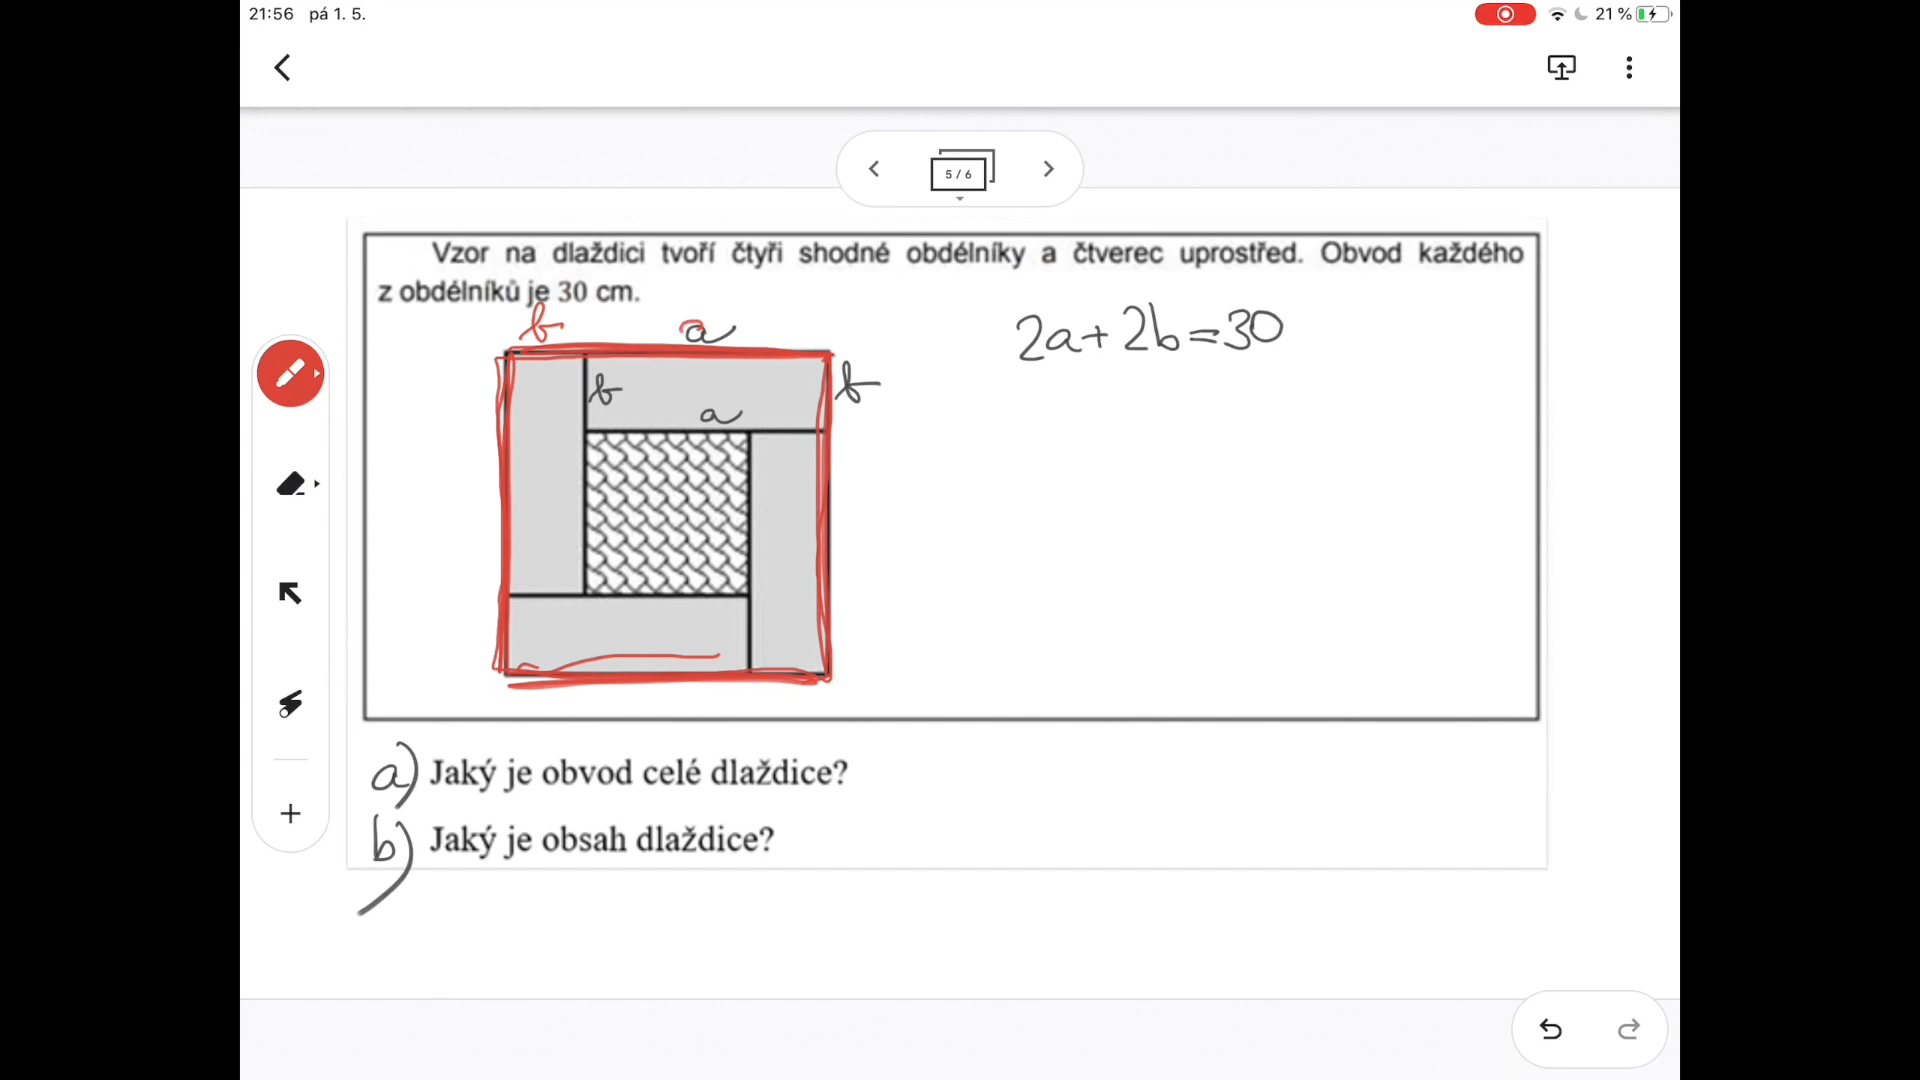 21:56 pá 1. 5.
21 %
5 / 6
Vzor na dlaždici tvoří čtyři shodné obdélníky a čtverec uprostřed. Obvod každého
z obdélníků je 30 cm.
b a
2a+2b=30
b b
a
a) Jaký je obvod celé dlaždice?
b) Jaký je obsah dlaždice?